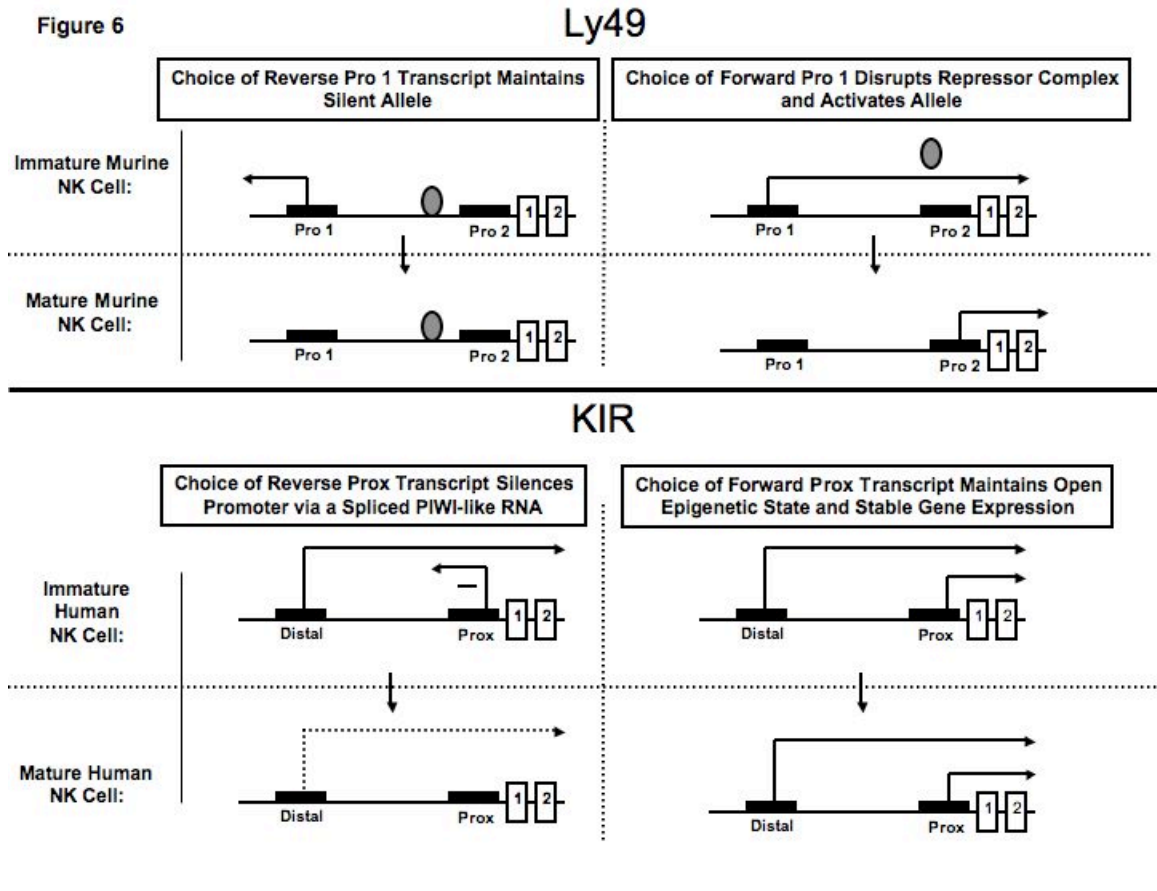 Figure 6
Ly49
Choice of Reverse Pro 1 Transcript Maintains
Silent Allele
Choice of Forward Pro 1 Disrupts Repressor Complex
and Activates Allele
Immature Murine
NK Cell:
Pro 1
Pro 2
1
2
Pro 1
Pro 2
1
2
Mature Murine
NK Cell:
Pro 1
Pro 2
1
2
Pro 1
Pro 2
1
2
KIR
Choice of Reverse Prox Transcript Silences
Promoter via a Spliced PIWI-like RNA
Choice of Forward Prox Transcript Maintains Open
Epigenetic State and Stable Gene Expression
Immature
Human
NK Cell:
Distal
Prox
1
2
Distal
Prox
1
2
Mature Human
NK Cell:
Distal
Prox
1
2
Distal
Prox
1
2